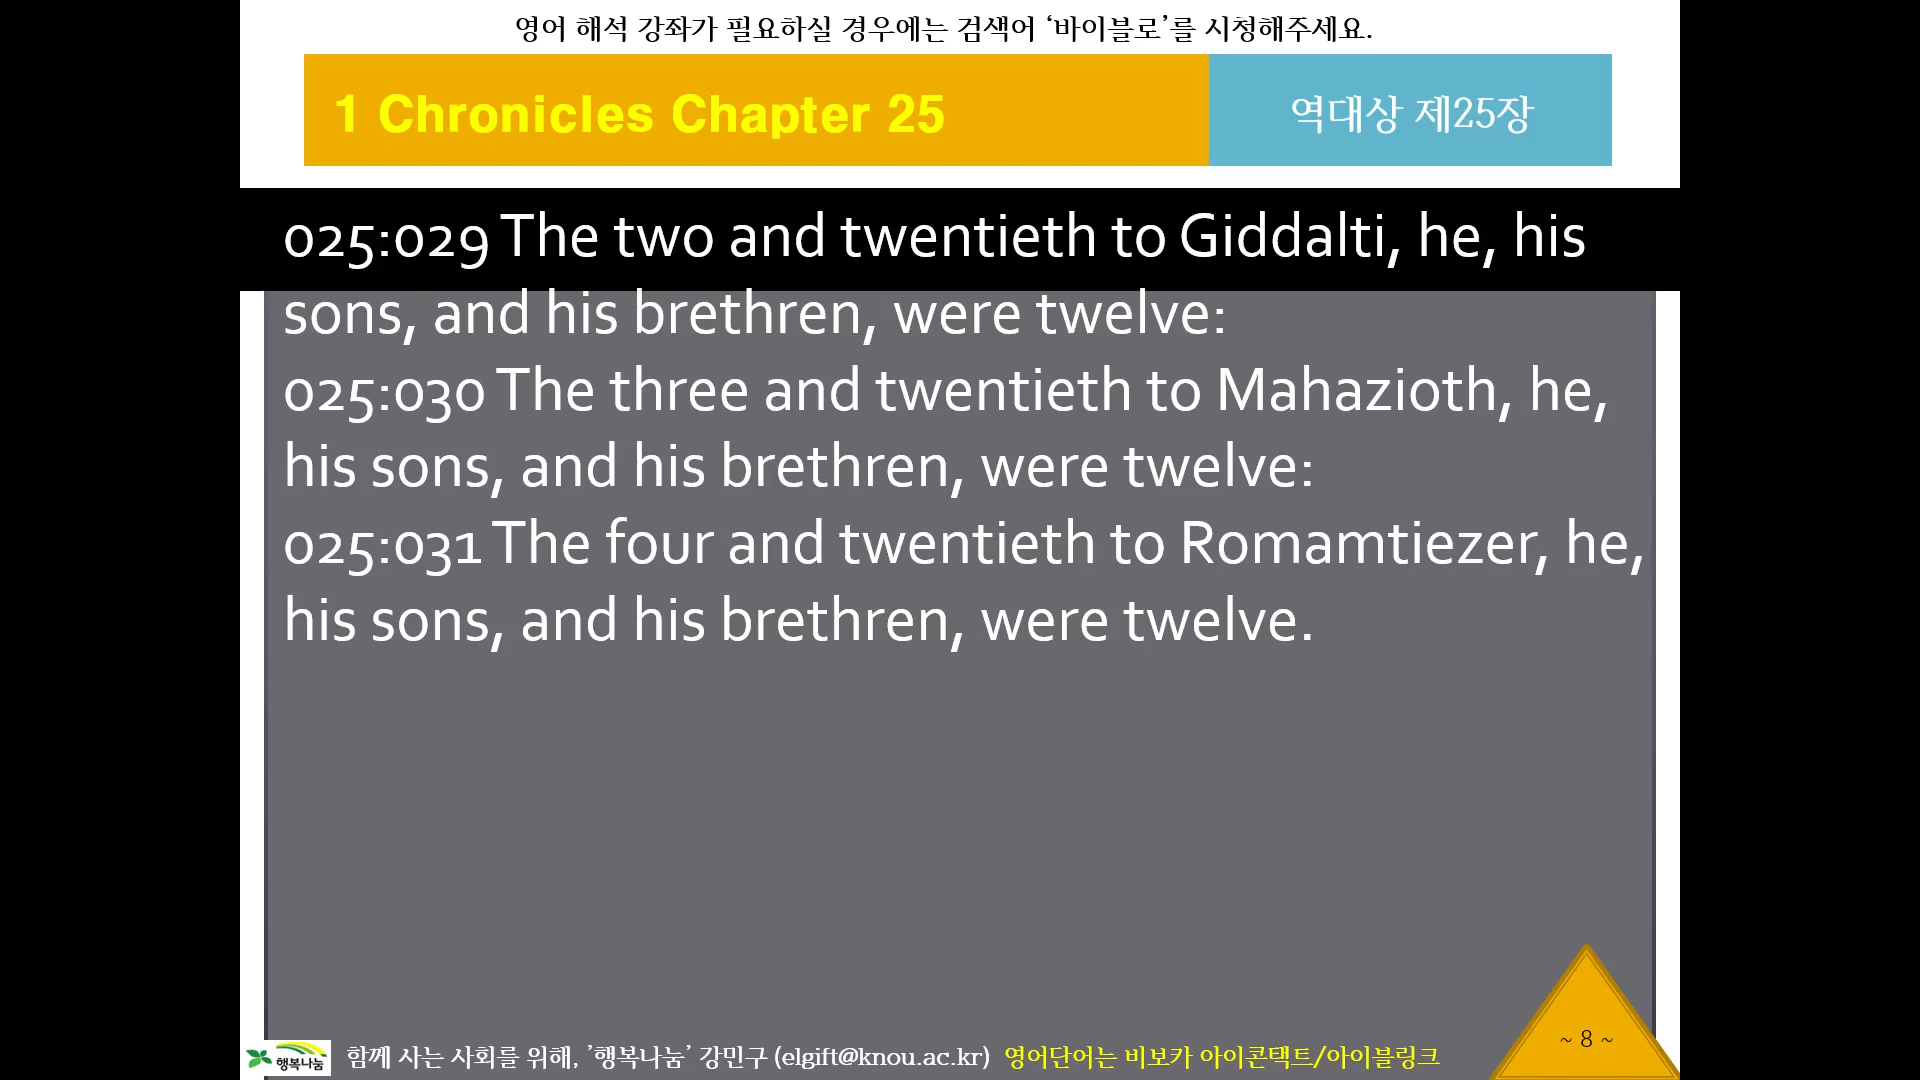 영어 해석 강좌가 필요하실 경우에는 검색어 ‘바이블로’를 시청해주세요.
1 Chronicles Chapter 25
역대상 제25장
025:029 The two and twentieth to Giddalti, he, his
sons, and his brethren, were twelve:
025:030 The three and twentieth to Mahazioth, he,
his sons, and his brethren, were twelve:
025:031 The four and twentieth to Romamtiezer, he,
his sons, and his brethren, were twelve.
행복나눔
함께 사는 사회를 위해, ’행복나눔’ 강민구 (elgift@knou.ac.kr) 영어단어는 비보카 아이콘택트/아이블링크
~ 8 ~